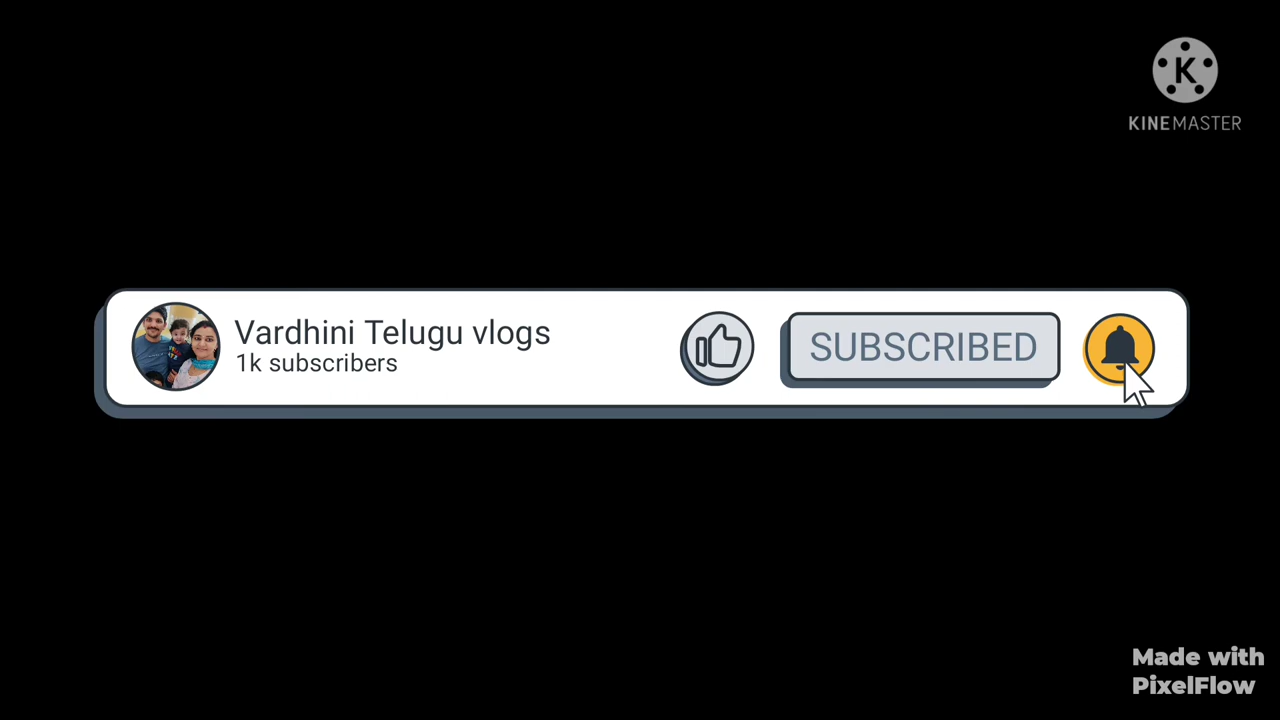 KINEMASTER
Vardhini Telugu vlogs
1k subscribers
SUBSCRIBED
Made with
PixelFlow